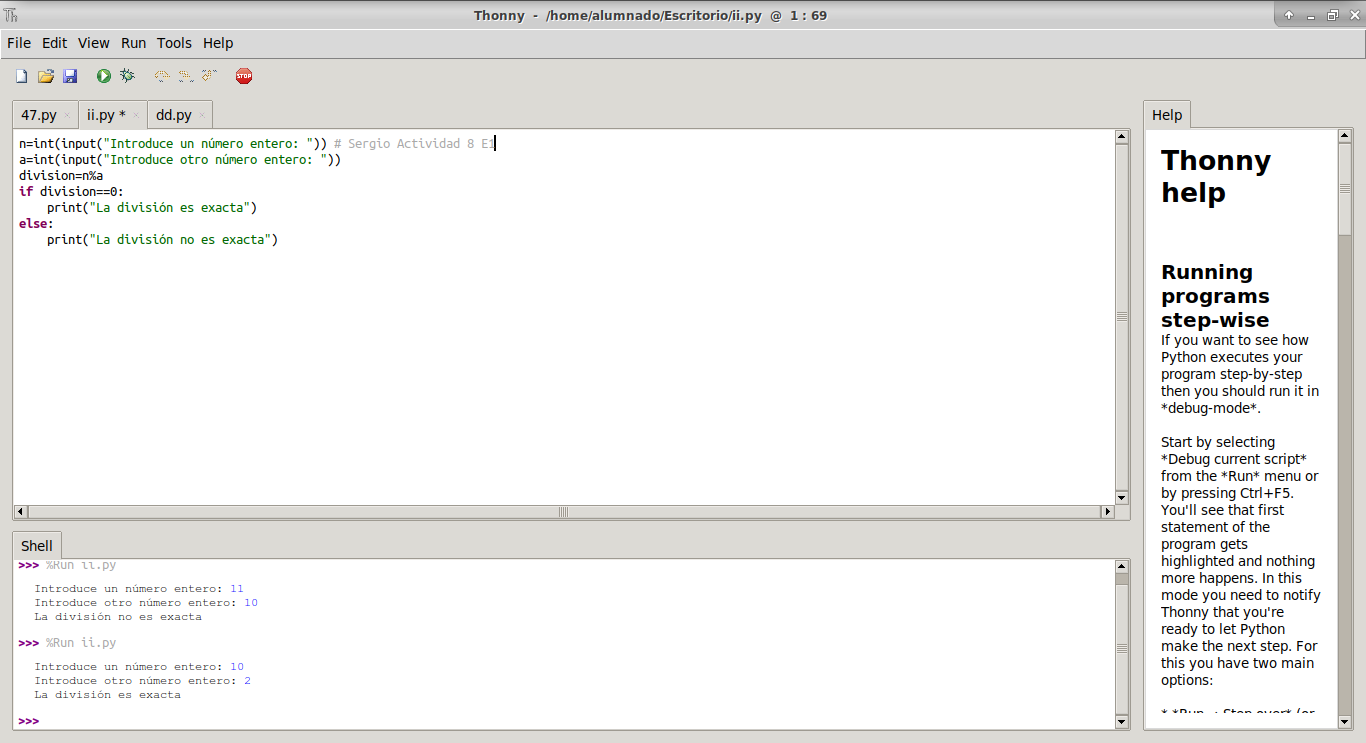 Th Thonny - /home/alumnado/Escritorio/ii.py @ 1 : 69
File Edit View Run Tools Help
STOP
47.py ii.py * dd.py
n=int(input("Introduce un número entero: ")) # Sergio Actividad 8 E1
a=int(input("Introduce otro número entero: "))
division=n%a
if division==0:
    print("La división es exacta")
else:
    print("La división no es exacta")
Shell
>>> %Run ii.py
Introduce un número entero: 11
Introduce otro número entero: 10
La división no es exacta
>>> %Run ii.py
Introduce un número entero: 10
Introduce otro número entero: 2
La división es exacta
>>>
Help
Thonny
help
Running
programs
step-wise
If you want to see how
Python executes your
program step-by-step
then you should run it in
*debug-mode*.
Start by selecting
*Debug current script*
from the *Run* menu or
by pressing Ctrl+F5.
You'll see that first
statement of the
program gets
highlighted and nothing
more happens. In this
mode you need to notify
Thonny that you're
ready to let Python
make the next step. For
this you have two main
options:
* *Run → Step over* (or